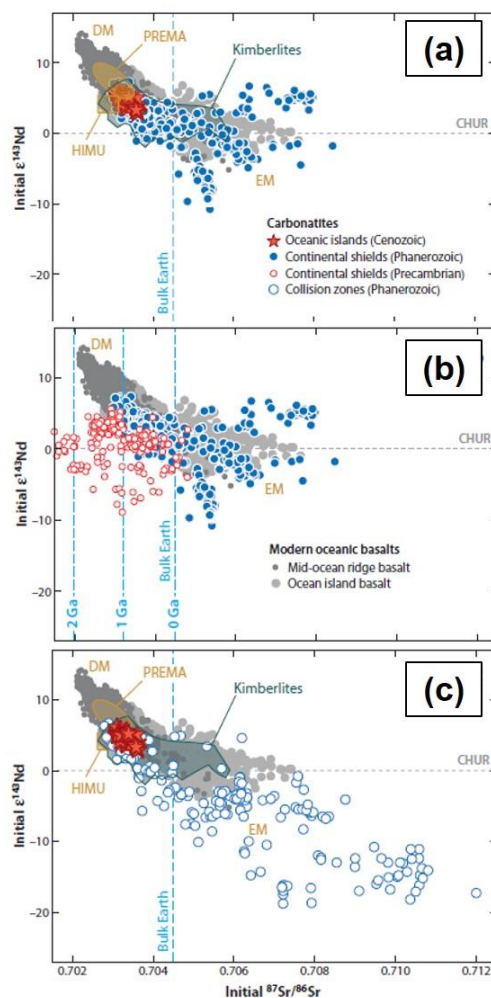 (a)
DM
PREMA
Kimberlites
HIMU
CHUR
EM
Bulk Earth
Initial ε¹⁴³Nd
10
0
−10
−20
Carbonatites
Oceanic islands (Cenozoic)
Continental shields (Phanerozoic)
Continental shields (Precambrian)
Collision zones (Phanerozoic)
(b)
DM
CHUR
EM
Initial ε¹⁴³Nd
10
0
−10
−20
2 Ga
1 Ga
Bulk Earth
0 Ga
Modern oceanic basalts
Mid-ocean ridge basalt
Ocean island basalt
(c)
DM
PREMA
Kimberlites
HIMU
CHUR
EM
Bulk Earth
Initial ε¹⁴³Nd
10
0
−10
−20
0.702 0.704 0.706 0.708 0.710 0.712
Initial ⁸⁷Sr/⁸⁶Sr